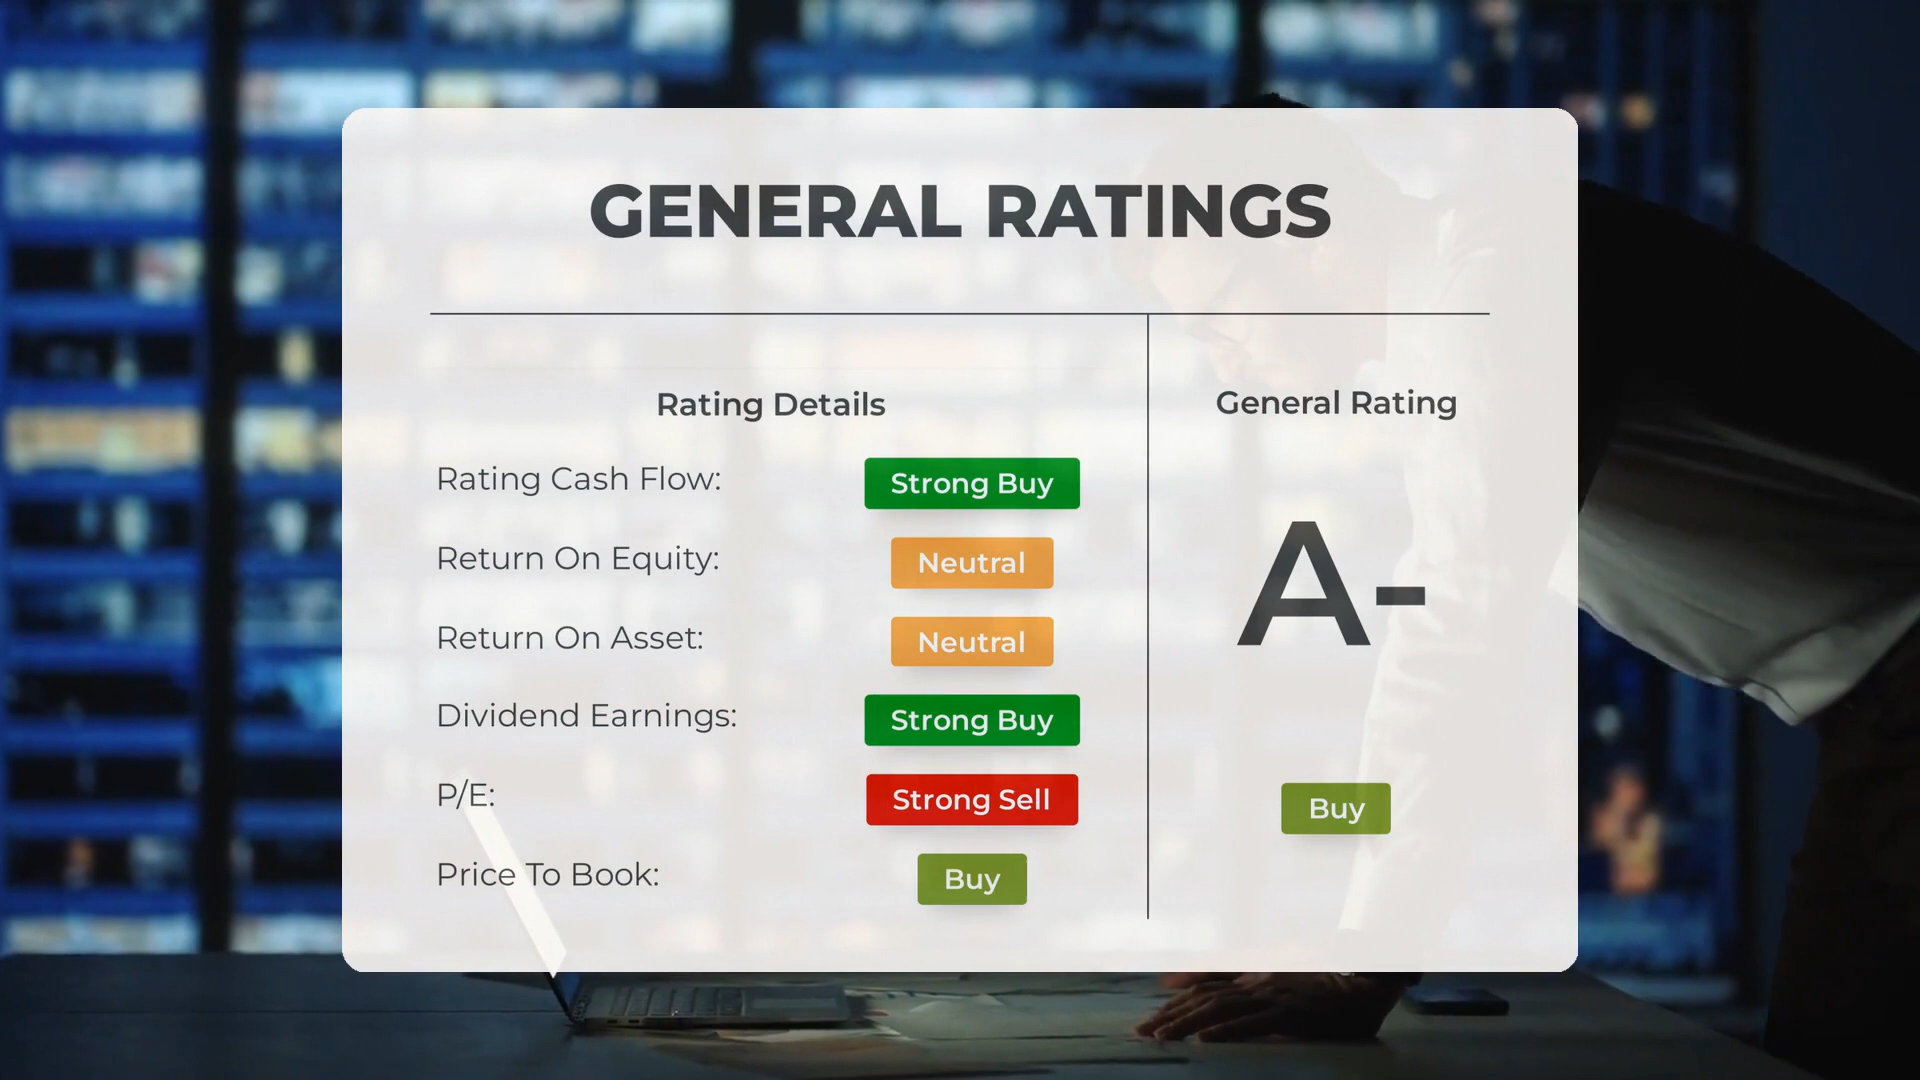 GENERAL RATINGS
Rating Details
Rating Cash Flow: Strong Buy
Return On Equity: Neutral
Return On Asset: Neutral
Dividend Earnings: Strong Buy
P/E: Strong Sell
Price To Book: Buy
General Rating
A-
Buy